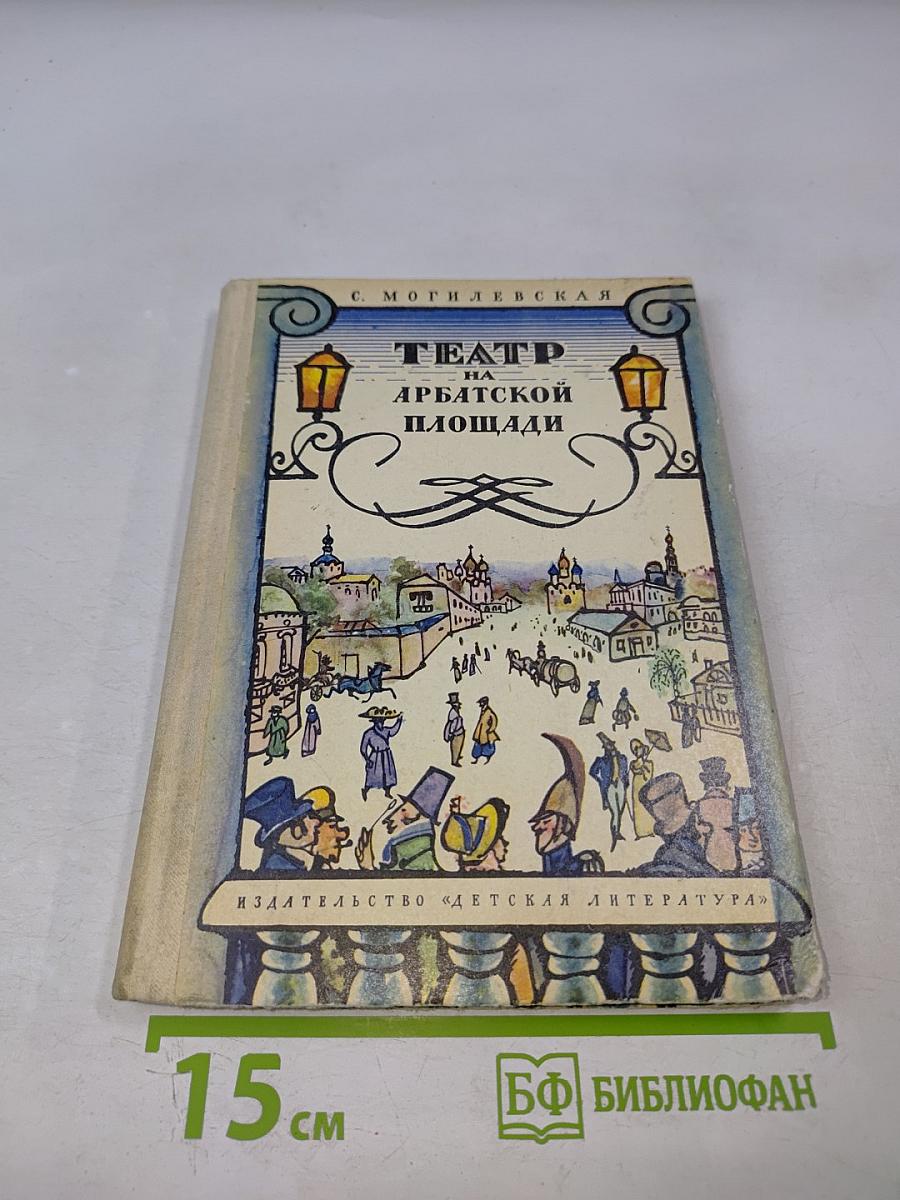 С. МОГИЛЕВСКАЯ
ТЕАТР
НА
АРБАТСКОЙ
ПЛОЩАДИ
ИЗДАТЕЛЬСТВО «ДЕТСКАЯ ЛИТЕРАТУРА»
15 см
БФ БИБЛИОФАН